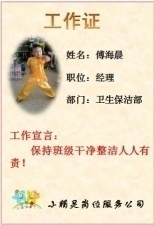 工作证
姓名：傅海晨
职位：经理
部门：卫生保洁部
工作宣言：
保持班级干净整洁人人有
责！
小精灵岗位服务公司